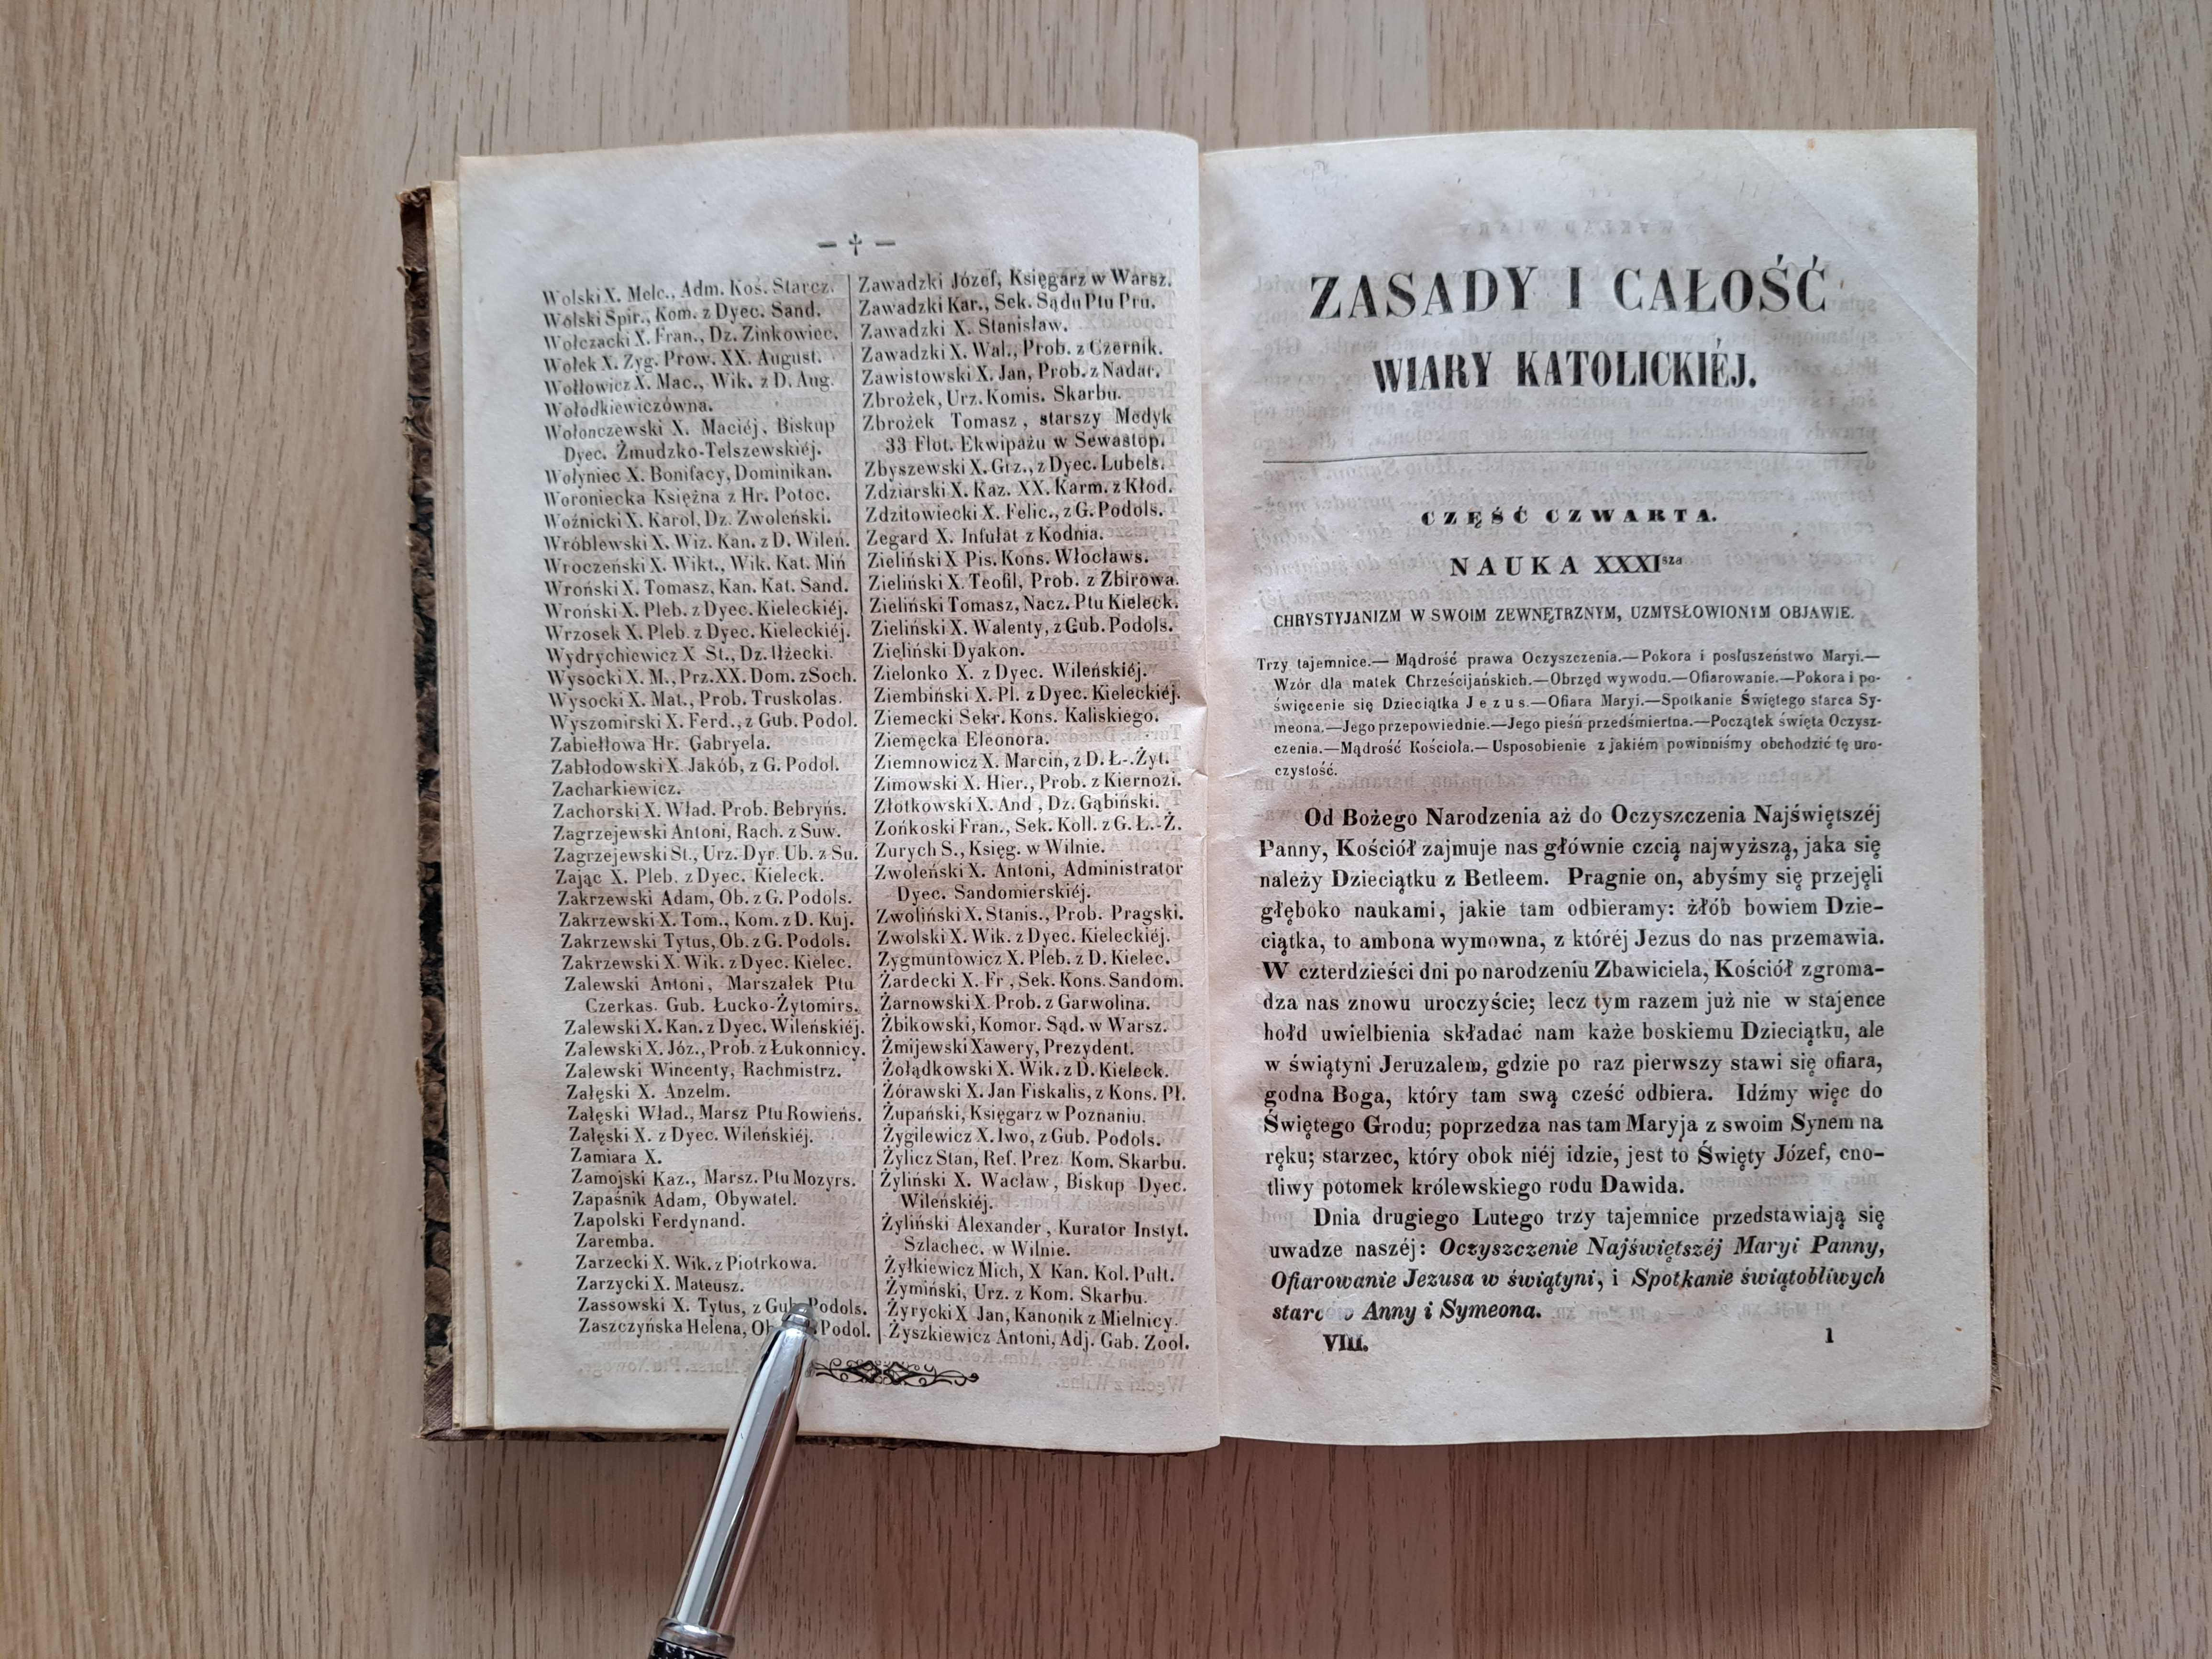 — † —
Wolski X. Melc., Adm. Koś. Starcz.
Wolski Spir., Kom. z Dyec. Sand.
Wołczacki X. Fran., Dz. Zinkowiec.
Wołek X. Zyg. Prow. XX. August.
Wołłowicz X. Mac., Wik. z D. Aug.
Wołodkiewiczówna.
Wołonczewski X. Maciéj, Biskup
Dyec. Żmudzko-Telszewskiéj.
Wołyniec X. Bonifacy, Dominikan.
Woroniecka Księżna z Hr. Potoc.
Woźnicki X. Karol, Dz. Zwoleński.
Wróblewski X. Wiz. Kan. z D. Wileń.
Wroczeński X. Wikt., Wik. Kat. Miń
Wroński X. Tomasz, Kan. Kat. Sand.
Wroński X. Pleb. z Dyec. Kieleckiéj.
Wrzosek X. Pleb. z Dyec. Kieleckiéj.
Wydrychiewicz X St., Dz. Iłżecki.
Wysocki X. M., Prz. XX. Dom. z Soch.
Wysocki X. Mat., Prob. Truskolas.
Wyszomirski X. Ferd., z Gub. Podol.
Zabiełłowa Hr. Gabryela.
Zabłodowski X. Jakób, z G. Podol.
Zacharkiewicz.
Zachorski X. Wład. Prob. Bebryńs.
Zagrzejewski Antoni, Rach. z Suw.
Zagrzejewski St., Urz. Dyr. Ub. z Su.
Zając X. Pleb. z Dyec. Kieleck.
Zakrzewski Adam, Ob. z G. Podols.
Zakrzewski X. Tom., Kom. z D. Kuj.
Zakrzewski Tytus, Ob. z G. Podols.
Zakrzewski X. Wik. z Dyec. Kielec.
Zalewski Antoni, Marszałek Ptu
Czerkas. Gub. Łucko-Żytomirs.
Zalewski X. Kan. z Dyec. Wileńskiéj.
Zalewski X. Józ., Prob. z Łukonnicy.
Zalewski Wincenty, Rachmistrz.
Załęski X. Anzelm.
Załęski Wład., Marsz Ptu Rowieńs.
Załęski X. z Dyec. Wileńskiéj.
Zamiara X.
Zamojski Kaz., Marsz. Ptu Mozyrs.
Zapaśnik Adam, Obywatel.
Zapolski Ferdynand.
Zaremba.
Zarzecki X. Wik. z Piotrkowa.
Zarzycki X. Mateusz.
Zassowski X. Tytus, z Gub. Podols.
Zaszczyńska Helena, Ob Podol.
Zawadzki Józef, Księgarz w Warsz.
Zawadzki Kar., Sek. Sądu Ptu Pru.
Zawadzki X. Stanisław.
Zawadzki X. Wal., Prob. z Czernik.
Zawistowski X. Jan, Prob. z Nadar.
Zbrożek, Urz. Komis. Skarbu.
Zbrożek Tomasz, starszy Medyk
33 Flot. Ekwipażu w Sewastop.
Zbyszewski X. Grz., z Dyec. Lubels.
Zdziarski X. Kaz. XX. Karm. z Kłod.
Zdzitowiecki X. Felic., z G. Podols.
Zegard X. Infułat z Kodnia.
Zieliński X Pis. Kons. Włocławs.
Zieliński X. Teofil, Prob. z Zbirowa.
Zieliński Tomasz, Nacz. Ptu Kieleck.
Zieliński X. Walenty, z Gub. Podols.
Zieliński Dyakon.
Zielonko X. z Dyec. Wileńskiéj.
Ziembiński X. Pl. z Dyec. Kieleckiéj.
Ziemecki Sekr. Kons. Kaliskiego.
Ziemęcka Eleonora.
Ziemnowicz X. Marcin, z D. Ł-.Żyt.
Zimowski X. Hier., Prob. z Kiernozi.
Złotkowski X. And , Dz. Gąbiński.
Zońkoski Fran., Sek. Koll. z G. Ł.-Ż.
Zurych S., Księg. w Wilnie.
Zwoleński X. Antoni, Administrator
Dyec. Sandomierskiéj.
Zwoliński X. Stanis., Prob. Pragski.
Zwolski X. Wik. z Dyec. Kieleckiéj.
Zygmuntowicz X. Pleb. z D. Kielec.
Żardecki X. Fr , Sek. Kons. Sandom.
Żarnowski X. Prob. z Garwolina.
Żbikowski, Komor. Sąd. w Warsz.
Żmijewski Xawery, Prezydent.
Żołądkowski X. Wik. z D. Kieleck.
Żórawski X. Jan Fiskalis, z Kons. Pł.
Żupański, Księgarz w Poznaniu.
Żygilewicz X. Iwo, z Gub. Podols.
Żylicz Stan, Ref. Prez Kom. Skarbu.
Żyliński X. Wacław, Biskup Dyec.
Wileńskiéj.
Żyliński Alexander, Kurator Instyt.
Szlachec. w Wilnie.
Żyłkiewicz Mich, X Kan. Kol. Pułt.
Żymiński, Urz. z Kom. Skarbu.
Żyrycki X Jan, Kanonik z Mielnicy.
Żyszkiewicz Antoni, Adj. Gab. Zool.
ZASADY I CAŁOŚĆ
WIARY KATOLICKIÉJ.
CZĘŚĆ CZWARTA.
NAUKA XXXIsza
CHRYSTYJANIZM W SWOIM ZEWNĘTRZNYM, UZMYSŁOWIONYM OBJAWIE.
Trzy tajemnice.— Mądrość prawa Oczyszczenia.—Pokora i posłuszeństwo Maryi.—
Wzór dla matek Chrześcijańskich.—Obrzęd wywodu.—Ofiarowanie.—Pokora i po-
święcenie się Dzieciątka Jezus.—Ofiara Maryi.—Spotkanie Świętego starca Sy-
meona.—Jego przepowiednie.—Jego pieśń przedśmiertna.—Początek święta Oczysz-
czenia.—Mądrość Kościoła.—Usposobienie z jakiém powinniśmy obchodzić tę uro-
czystość.
Od Bożego Narodzenia aż do Oczyszczenia Najświętszéj
Panny, Kościół zajmuje nas głównie czcią najwyższą, jaka się
należy Dzieciątku z Betleem. Pragnie on, abyśmy się przejęli
głęboko naukami, jakie tam odbieramy: żłób bowiem Dzie-
ciątka, to ambona wymowna, z któréj Jezus do nas przemawia.
W czterdzieści dni po narodzeniu Zbawiciela, Kościół zgroma-
dza nas znowu uroczyście; lecz tym razem już nie w stajence
hołd uwielbienia składać nam każe boskiemu Dzieciątku, ale
w świątyni Jeruzalem, gdzie po raz pierwszy stawi się ofiara,
godna Boga, który tam swą cześć odbiera. Idźmy więc do
Świętego Grodu; poprzedza nas tam Maryja z swoim Synem na
ręku; starzec, który obok niéj idzie, jest to Święty Józef, cno-
tliwy potomek królewskiego rodu Dawida.
Dnia drugiego Lutego trzy tajemnice przedstawiają się
uwadze naszéj: Oczyszczenie Najświętszéj Maryi Panny,
Ofiarowanie Jezusa w świątyni, i Spotkanie świątobliwych
Anny i Symeona.
VIII. 1